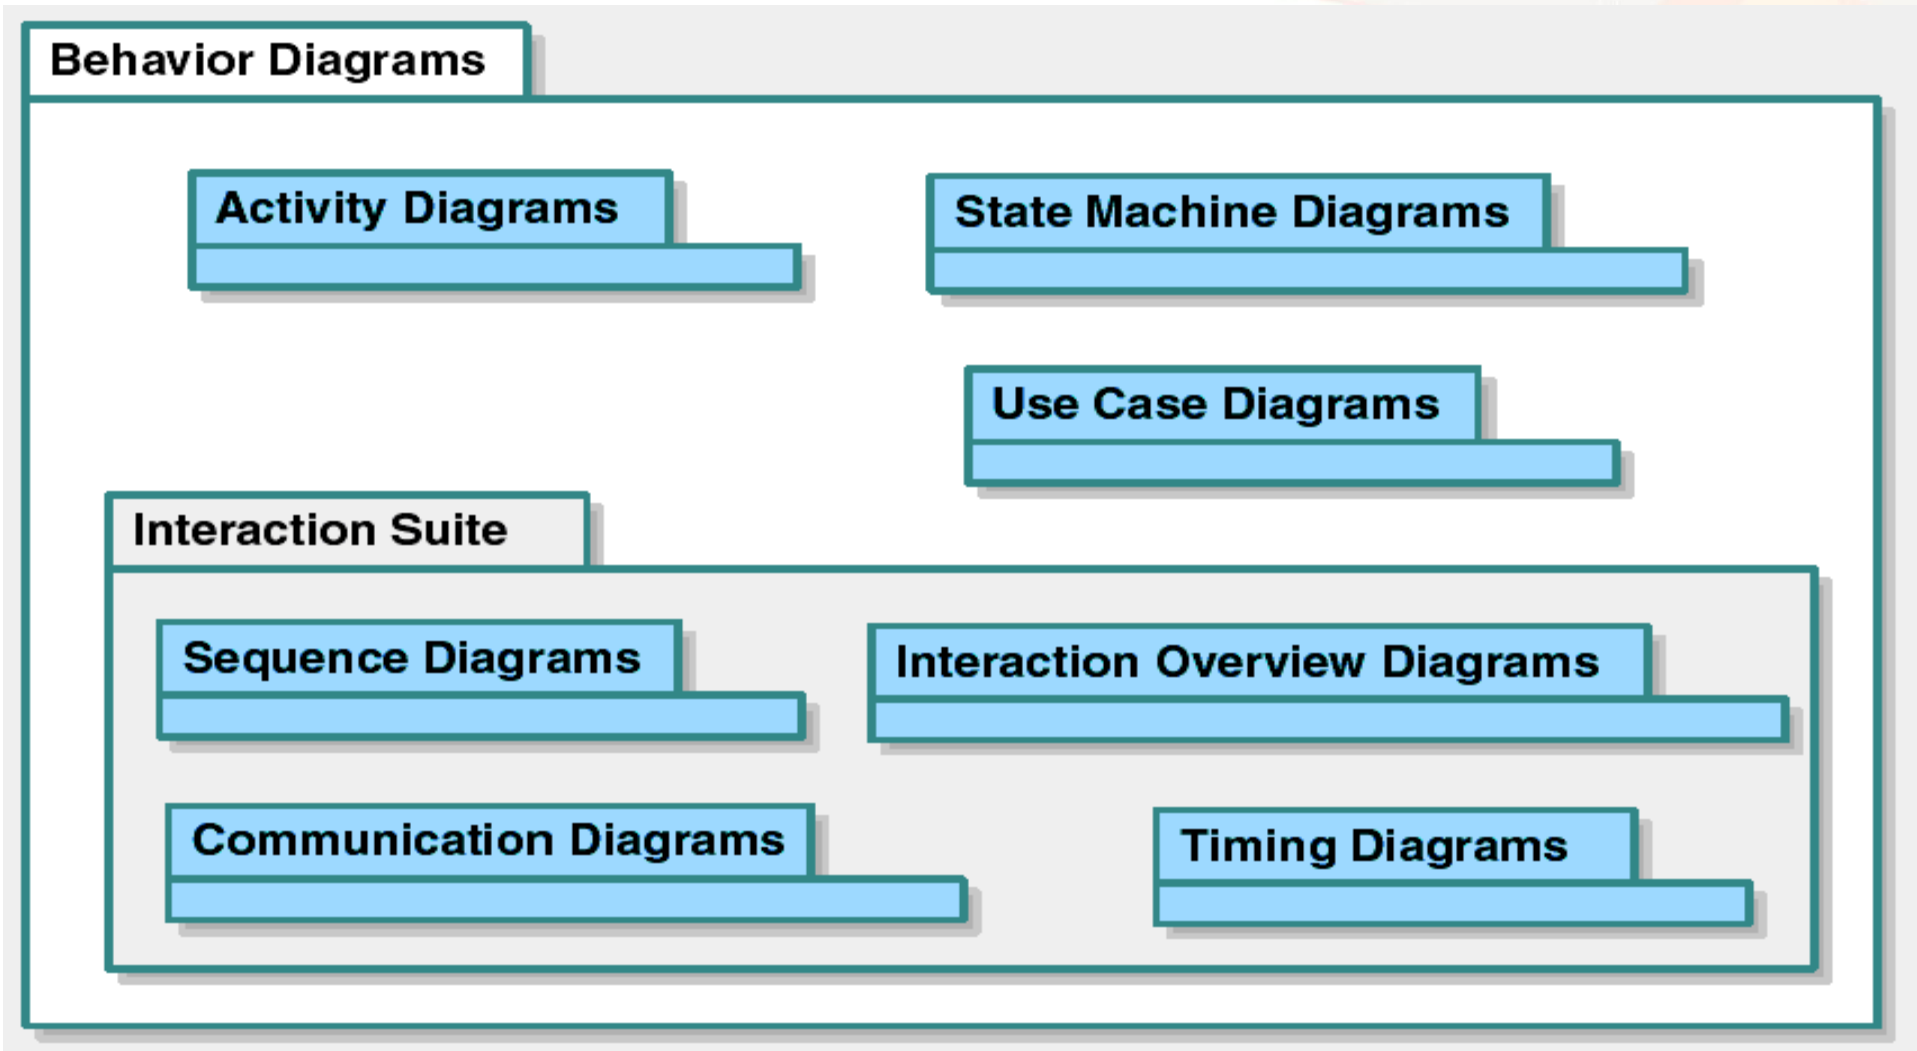 Behavior Diagrams
Activity Diagrams
State Machine Diagrams
Use Case Diagrams
Interaction Suite
Sequence Diagrams
Interaction Overview Diagrams
Communication Diagrams
Timing Diagrams